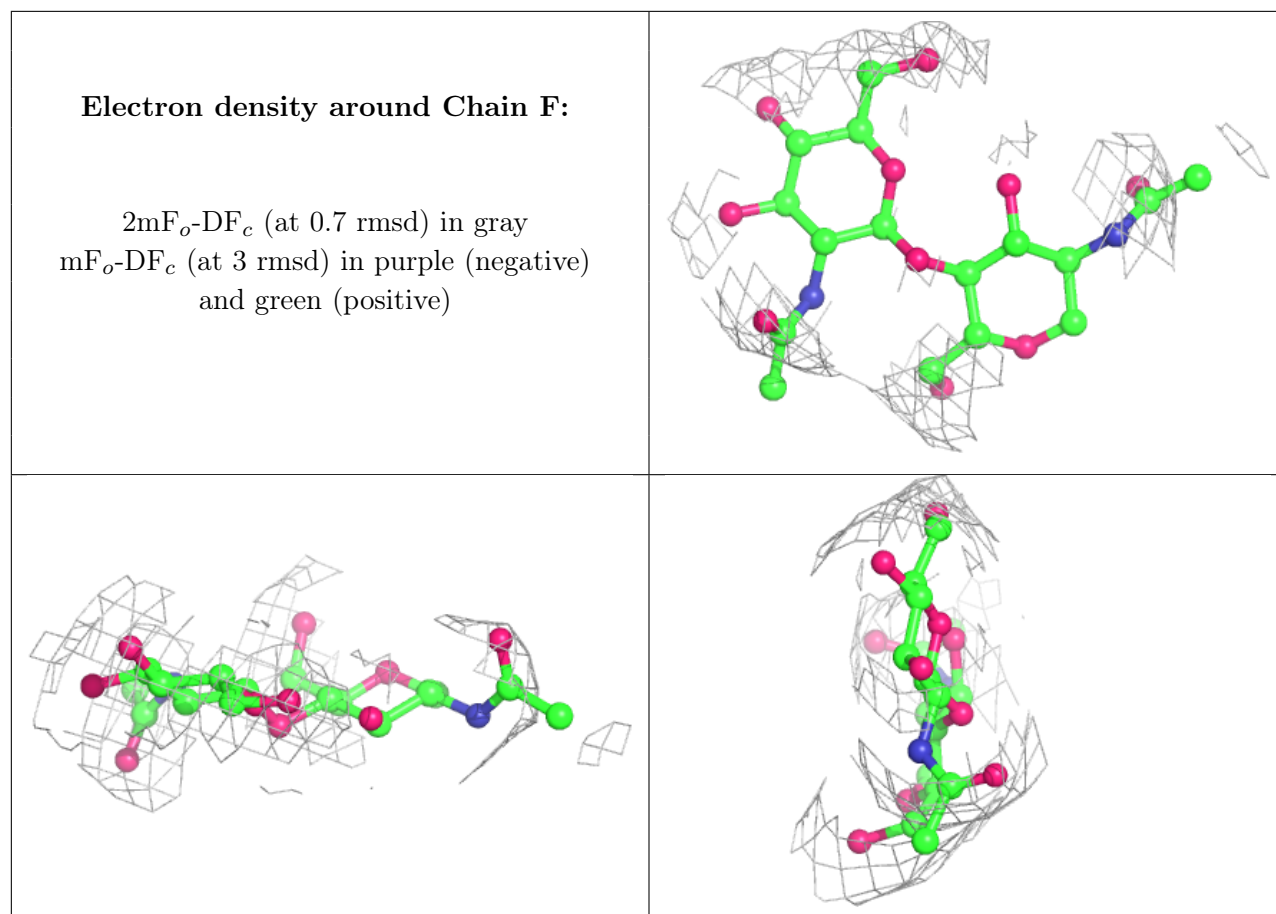 Electron density around Chain F:
2mFₒ-DF𝒸 (at 0.7 rmsd) in gray
mFₒ-DF𝒸 (at 3 rmsd) in purple (negative)
and green (positive)